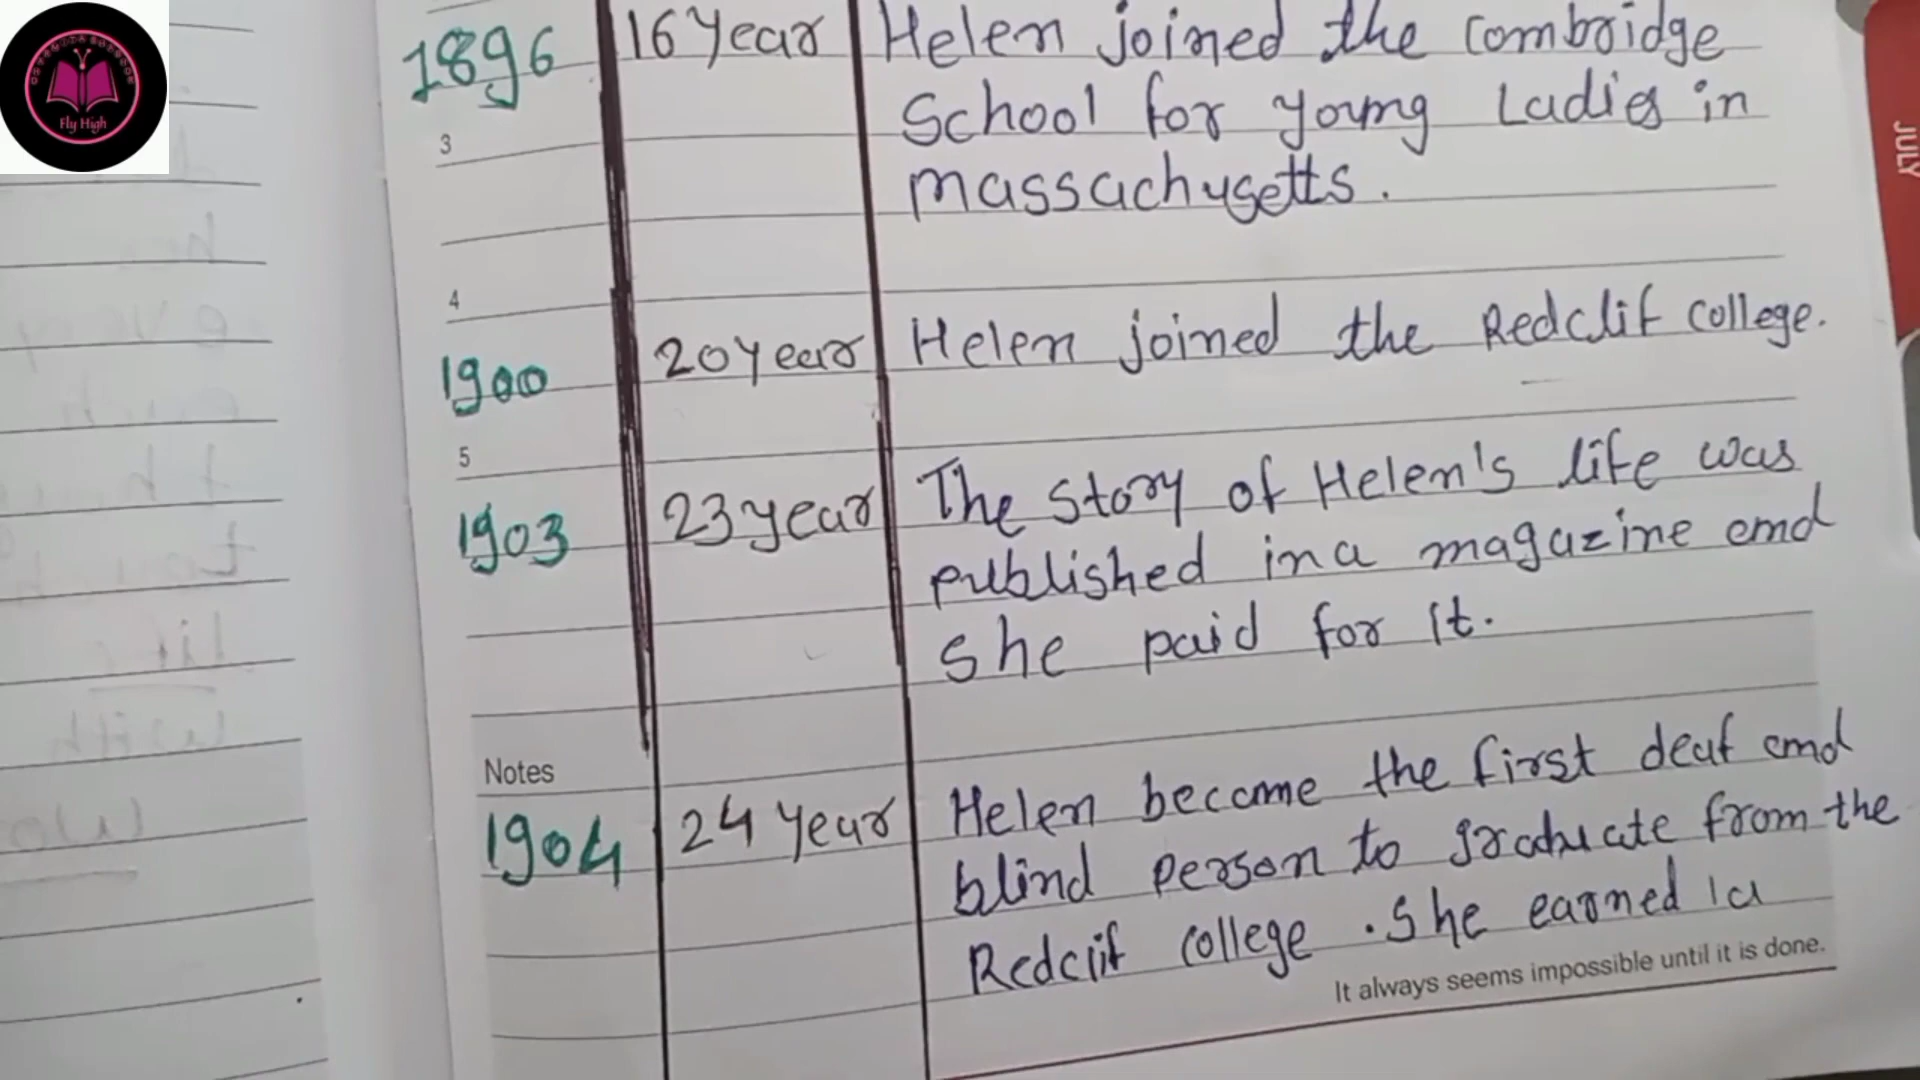 Fly High
JULY
1896 16 year Helen joined the Combridge
School for young Ladies in
massachusetts.
3
4
1900 20 year Helen joined the Redclif college.
5
1903 23 year The Story of Helen's life was
published in a magazine and
she paid for it.
Notes
1904 24 year Helen become the first deaf and
blind person to graduate from the
Redclif college. She earned
It always seems impossible until it is done.